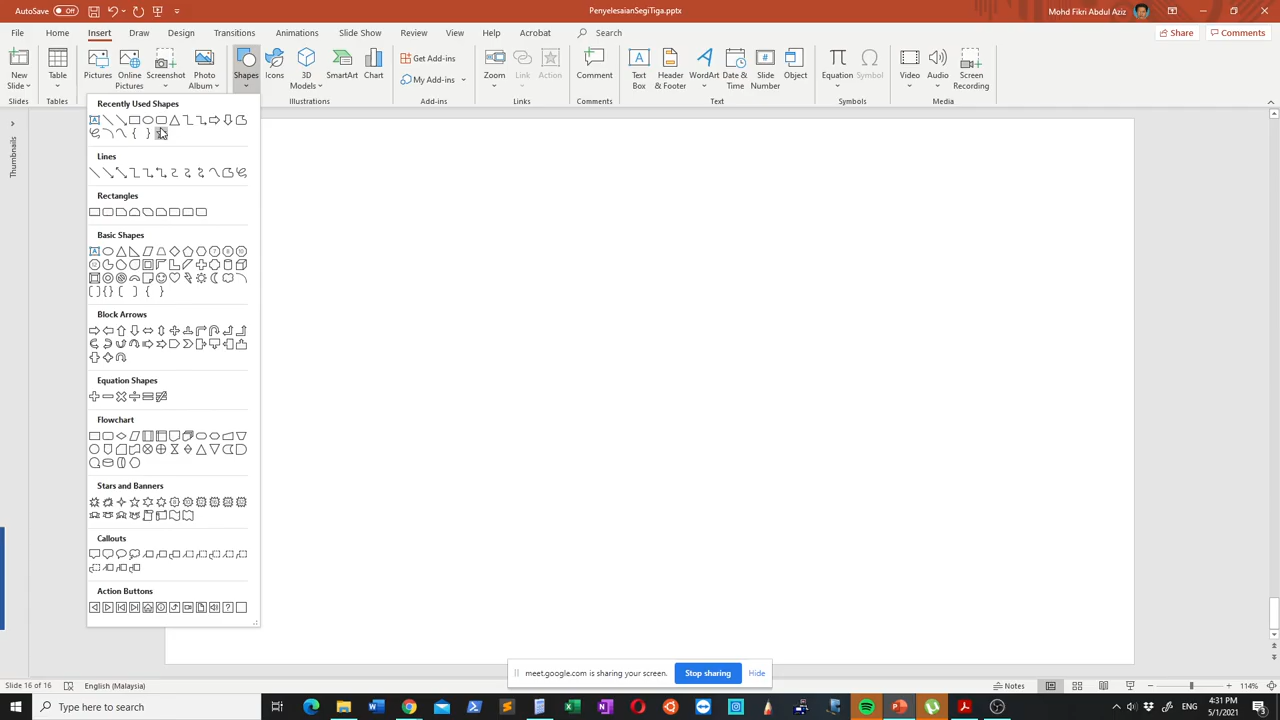 AutoSave Off
PenyelesaianSegiTiga.pptx
Mohd Fikri Abdul Aziz
File Home Insert Draw Design Transitions Animations Slide Show Review View Help Acrobat Search
Share Comments
New Slide
Table
Pictures
Online Pictures
Screenshot
Photo Album
Shapes
Icons
3D Models
SmartArt
Chart
Get Add-ins
My Add-ins
Zoom
Link
Action
Comment
Text Box
Header & Footer
WordArt
Date & Time
Slide Number
Object
Equation
Symbol
Video
Audio
Screen Recording
Slides Tables Illustrations Add-ins Links Comments Text Symbols Media
Thumbnails
Recently Used Shapes
Lines
Rectangles
Basic Shapes
Block Arrows
Equation Shapes
Flowchart
Stars and Banners
Callouts
Action Buttons
meet.google.com is sharing your screen. Stop sharing Hide
Slide 16 of 16 English (Malaysia)
Notes
114%
Type here to search
4:31 PM
5/1/2021